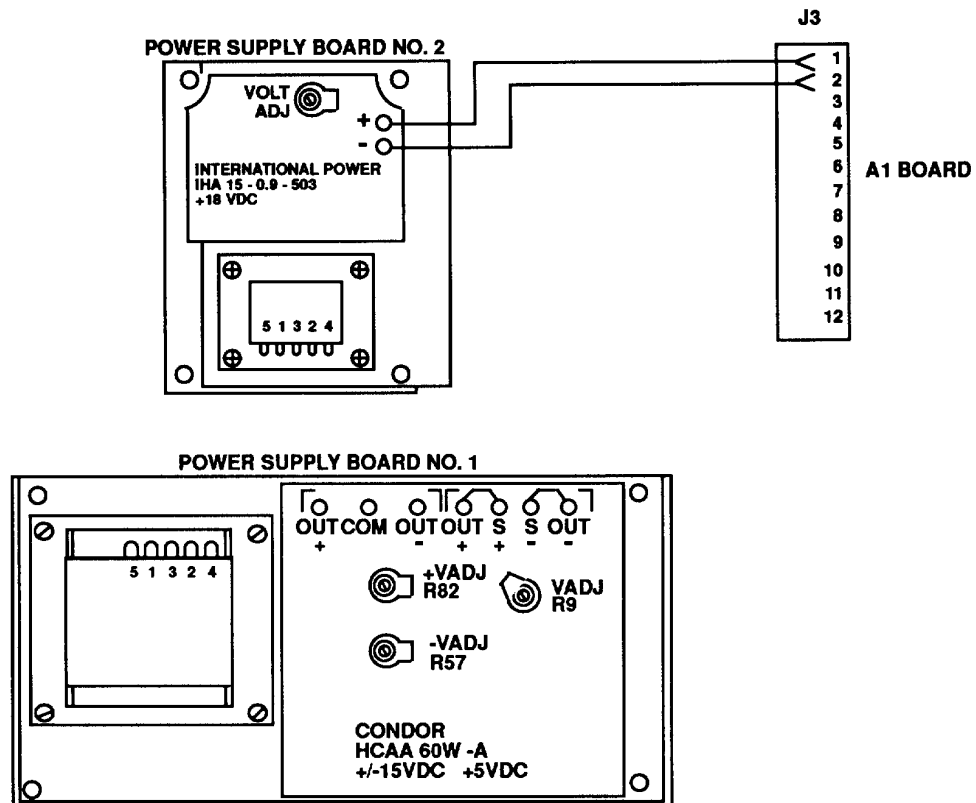 J3
POWER SUPPLY BOARD NO. 2
VOLT
ADJ
+
-
INTERNATIONAL POWER
IHA 15 - 0.9 - 503
+18 VDC
5 1 3 2 4
1
2
3
4
5
6
7
8
9
10
11
12
A1 BOARD
POWER SUPPLY BOARD NO. 1
OUT COM OUT OUT S S OUT
+ - + + - -
5 1 3 2 4
+VADJ
R82
VADJ
R9
-VADJ
R57
CONDOR
HCAA 60W -A
+/-15VDC +5VDC